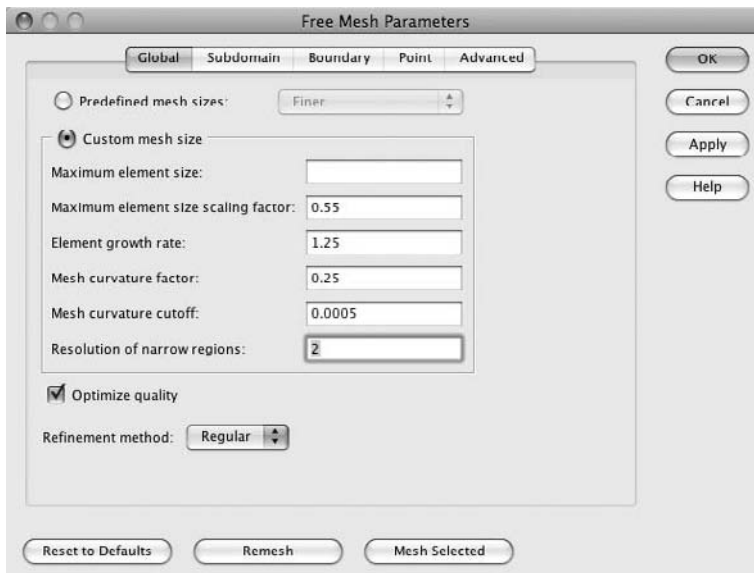 Free Mesh Parameters
Global Subdomain Boundary Point Advanced
OK
Cancel
Apply
Help
Predefined mesh sizes: Finer
Custom mesh size
Maximum element size:
Maximum element size scaling factor: 0.55
Element growth rate: 1.25
Mesh curvature factor: 0.25
Mesh curvature cutoff: 0.0005
Resolution of narrow regions: 2
Optimize quality
Refinement method: Regular
Reset to Defaults Remesh Mesh Selected